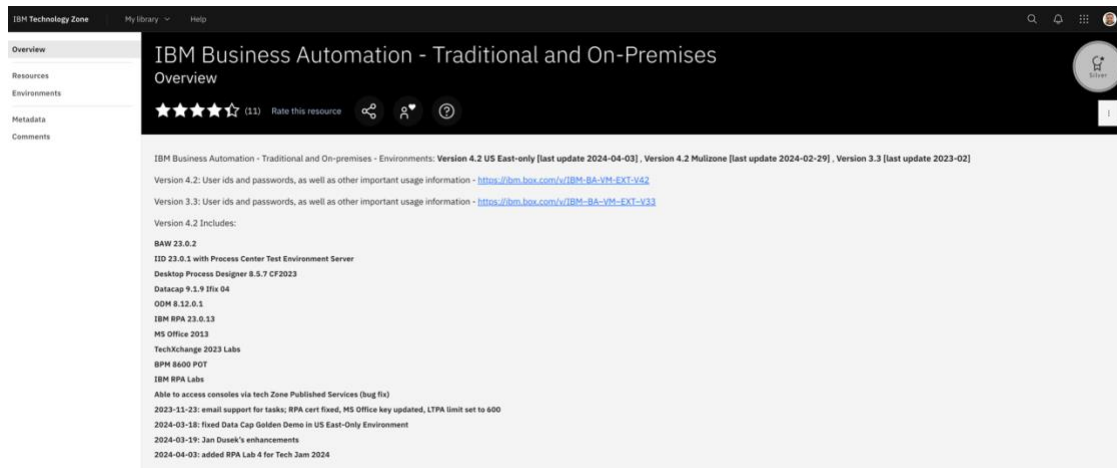 IBM Technology Zone
My library
Help
Overview
Resources
Environments
Metadata
Comments
IBM Business Automation - Traditional and On-Premises
Overview
Silver
(11) Rate this resource
IBM Business Automation - Traditional and On-premises - Environments: Version 4.2 US East-only [last update 2024-04-03] , Version 4.2 Mulizone [last update 2024-02-29] , Version 3.3 [last update 2023-02]
Version 4.2: User ids and passwords, as well as other important usage information - https://ibm.box.com/v/IBM-BA-VM-EXT-V42
Version 3.3: User ids and passwords, as well as other important usage information - https://ibm.box.com/v/IBM-BA-VM-EXT-V33
Version 4.2 Includes:
BAW 23.0.2
IID 23.0.1 with Process Center Test Environment Server
Desktop Process Designer 8.5.7 CF2023
Datacap 9.1.9 Ifix 04
ODM 8.12.0.1
IBM RPA 23.0.13
MS Office 2013
TechXchange 2023 Labs
BPM 8600 POT
IBM RPA Labs
Able to access consoles via tech Zone Published Services (bug fix)
2023-11-23: email support for tasks; RPA cert fixed, MS Office key updated, LTPA limit set to 600
2024-03-18: fixed Data Cap Golden Demo in US East-Only Environment
2024-03-19: Jan Dusek's enhancements
2024-04-03: added RPA Lab 4 for Tech Jam 2024